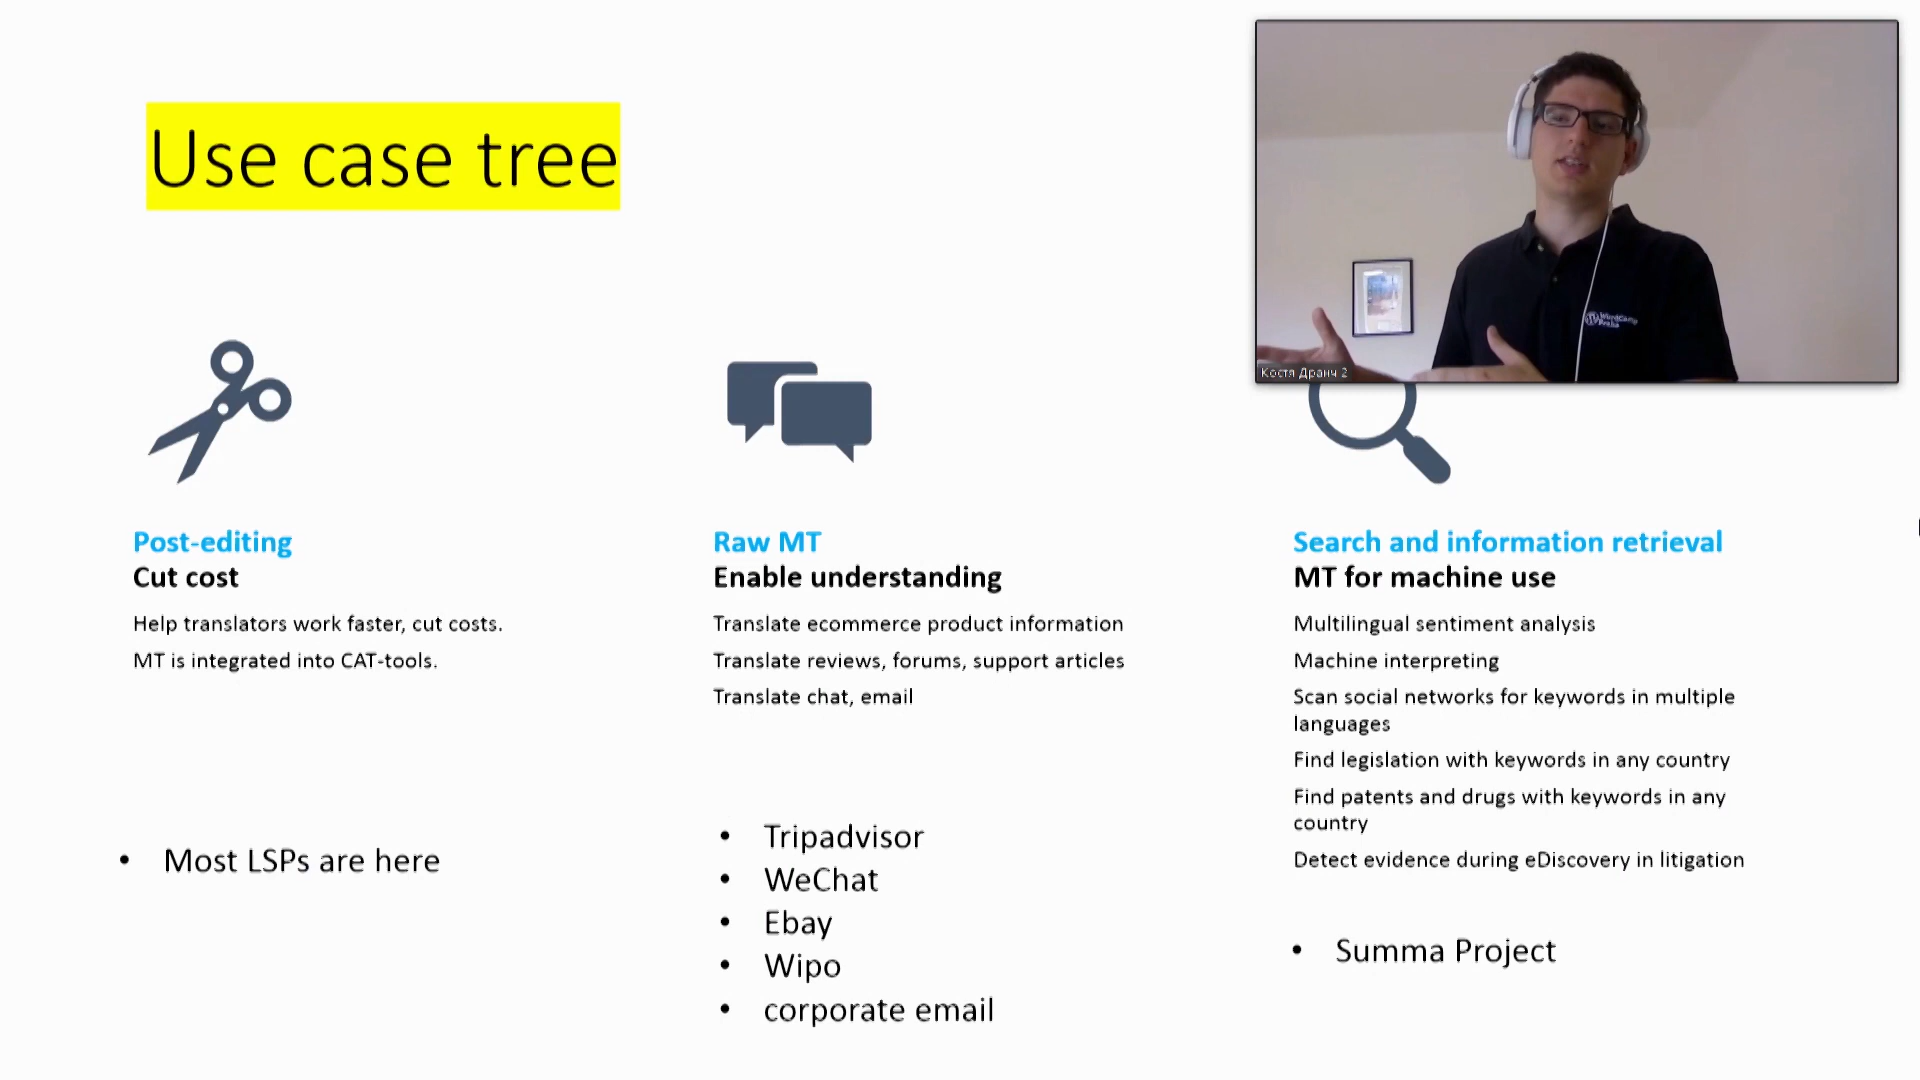 Use case tree
WordCamp
Praha
Костя Дранч 2
Post-editing
Cut cost
Help translators work faster, cut costs.
MT is integrated into CAT-tools.
Most LSPs are here
Raw MT
Enable understanding
Translate ecommerce product information
Translate reviews, forums, support articles
Translate chat, email
Tripadvisor
WeChat
Ebay
Wipo
corporate email
Search and information retrieval
MT for machine use
Multilingual sentiment analysis
Machine interpreting
Scan social networks for keywords in multiple
languages
Find legislation with keywords in any country
Find patents and drugs with keywords in any
country
Detect evidence during eDiscovery in litigation
Summa Project